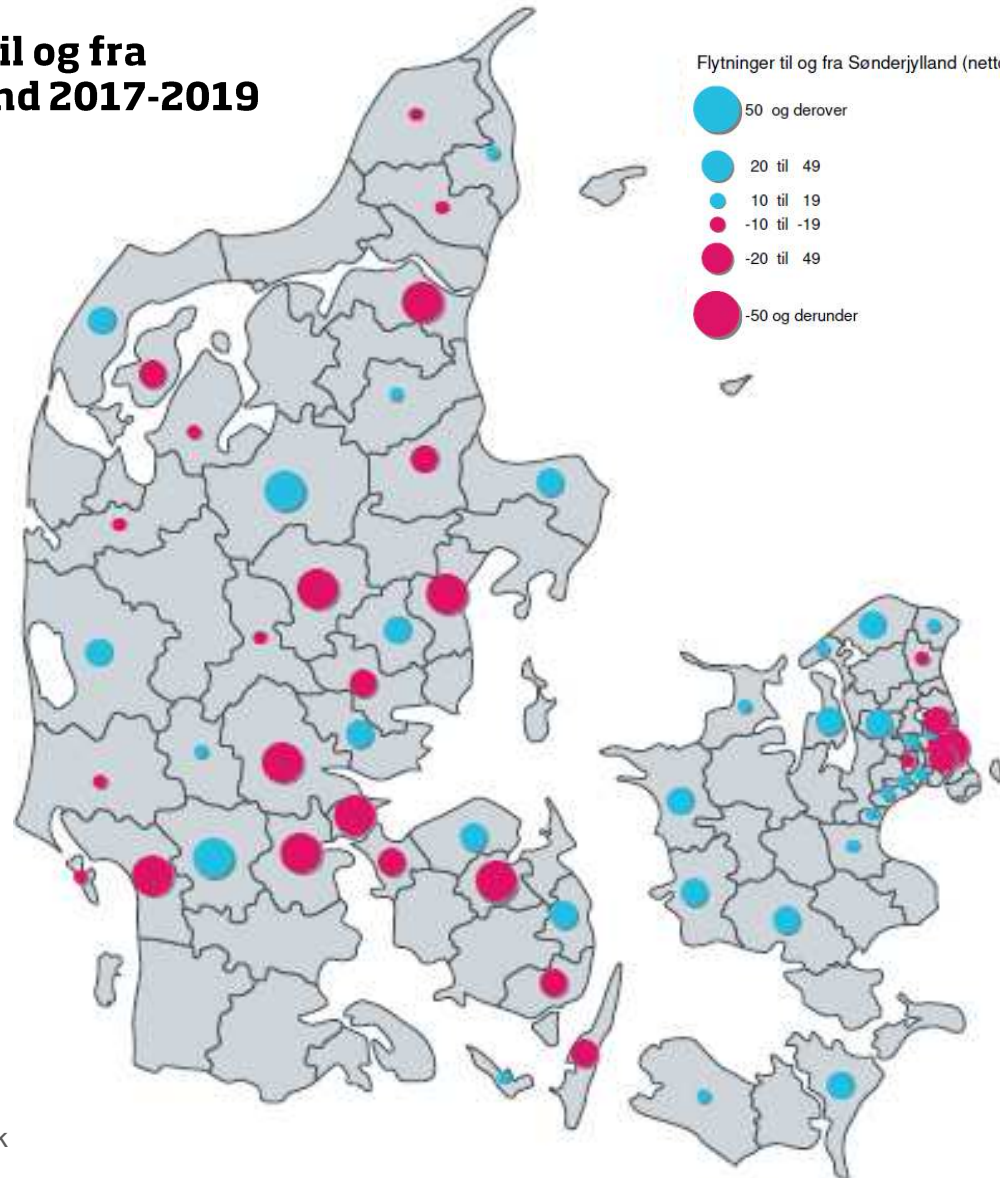 il og fra
nd 2017-2019
Flytninger til og fra Sønderjylland (nett
50 og derover
20 til 49
10 til 19
-10 til -19
-20 til 49
-50 og derunder
k